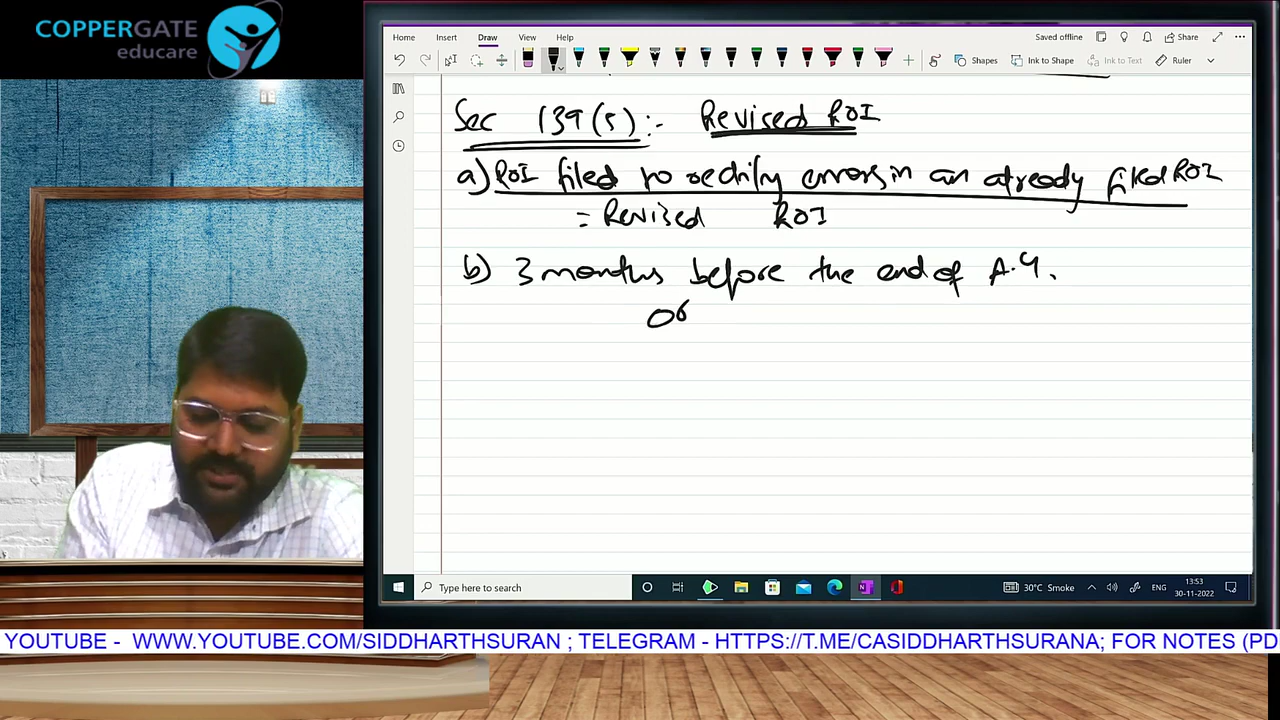 COPPERGATE
educare
Saved offline
Share
Home Insert Draw View Help
Shapes Ink to Shape Ink to Text Ink to Math Ruler
Sec 139(5):- Revised ROI
a) ROI filed to rectify errors in an already filed ROI
= Revised ROI
b) 3 months before the end of A.Y.
or
Type here to search
30°C Smoke
ENG
13:53
30-11-2022
YOUTUBE - WWW.YOUTUBE.COM/SIDDHARTHSURAN ; TELEGRAM - HTTPS://T.ME/CASIDDHARTHSURANA; FOR NOTES (PD